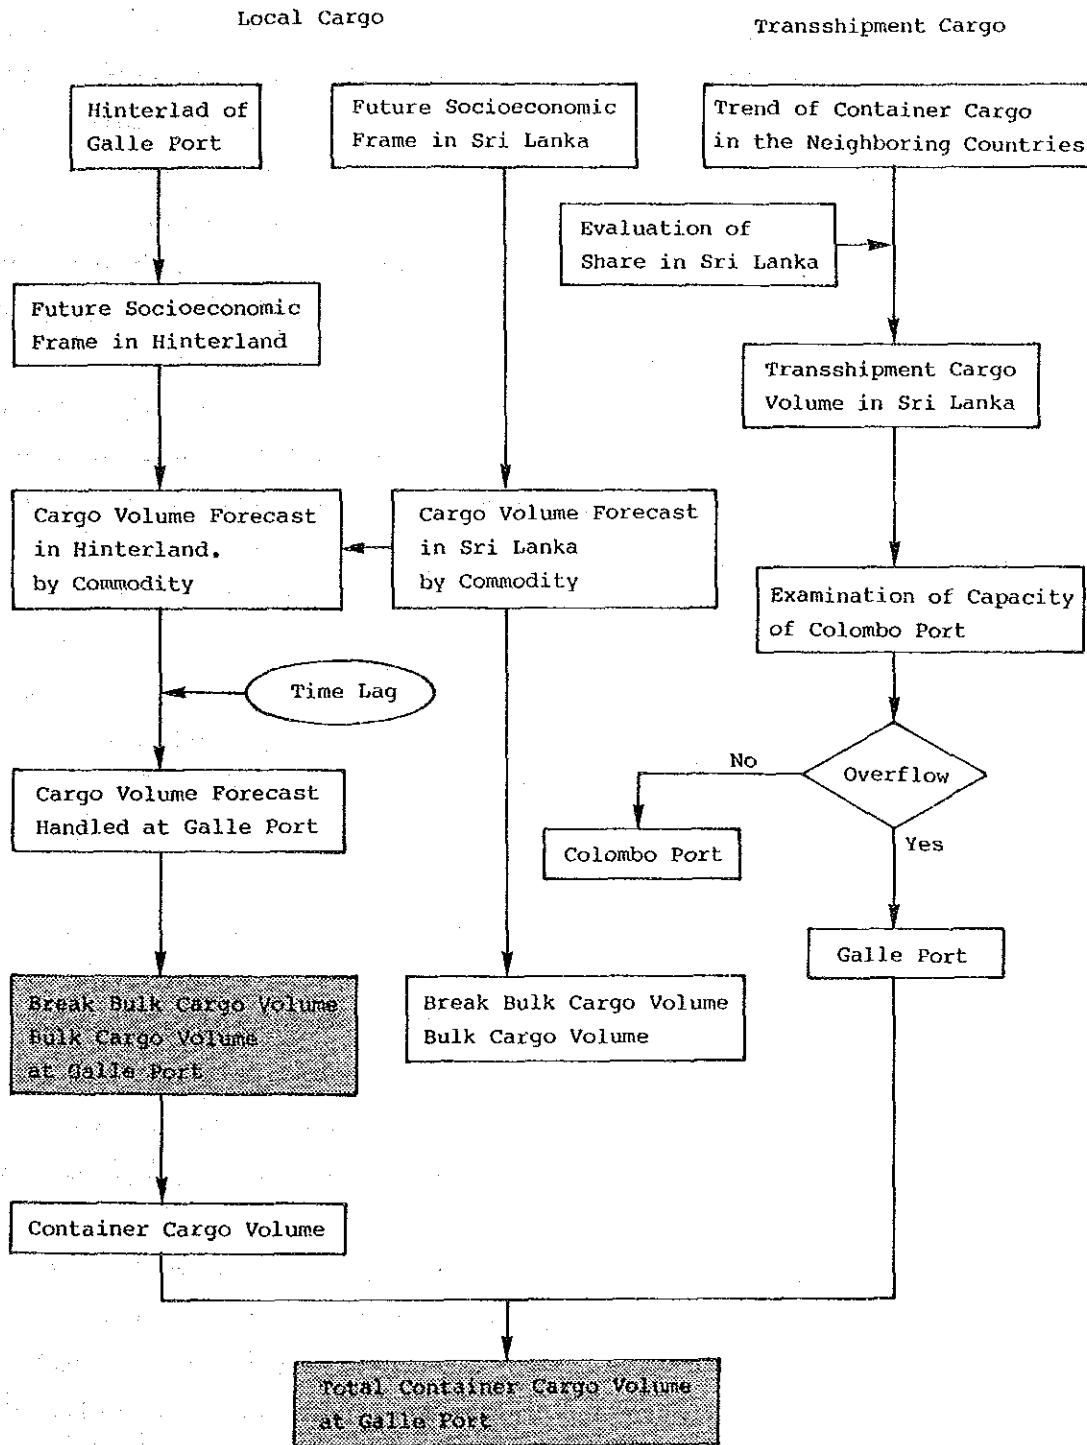 Local Cargo
Transshipment Cargo
Hinterlad of
Galle Port
Future Socioeconomic
Frame in Sri Lanka
Trend of Container Cargo
in the Neighboring Countries
Evaluation of
Share in Sri Lanka
Future Socioeconomic
Frame in Hinterland
Transshipment Cargo
Volume in Sri Lanka
Cargo Volume Forecast
in Hinterland.
by Commodity
Cargo Volume Forecast
in Sri Lanka
by Commodity
Examination of Capacity
of Colombo Port
Time Lag
No
Overflow
Yes
Cargo Volume Forecast
Handled at Galle Port
Colombo Port
Galle Port
Break Bulk Cargo Volume
Bulk Cargo Volume
at Galle Port
Break Bulk Cargo Volume
Bulk Cargo Volume
Container Cargo Volume
Total Container Cargo Volume
at Galle Port